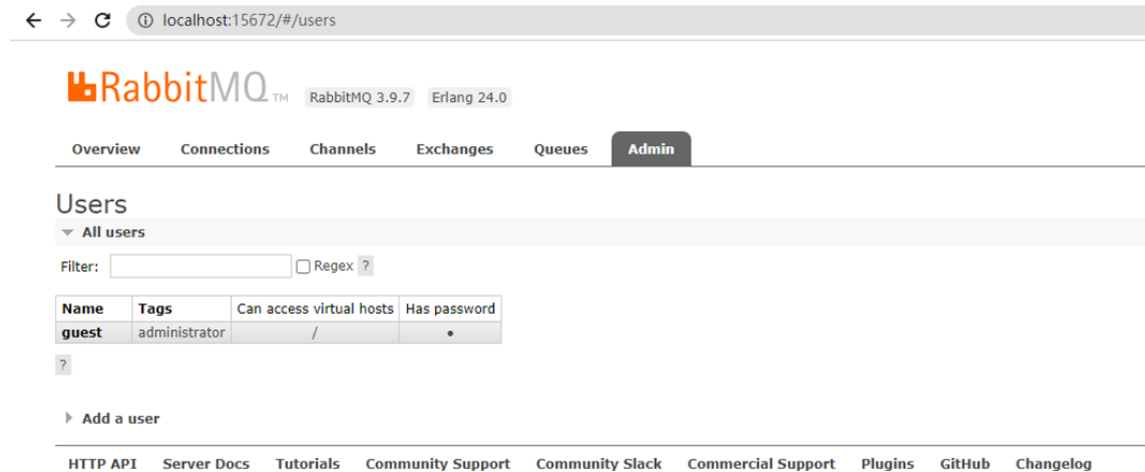 localhost:15672/#/users
RabbitMQ TM RabbitMQ 3.9.7 Erlang 24.0
Overview Connections Channels Exchanges Queues Admin
Users
All users
Filter: Regex ?
Name Tags Can access virtual hosts Has password
guest administrator / •
?
Add a user
HTTP API Server Docs Tutorials Community Support Community Slack Commercial Support Plugins GitHub Changelog